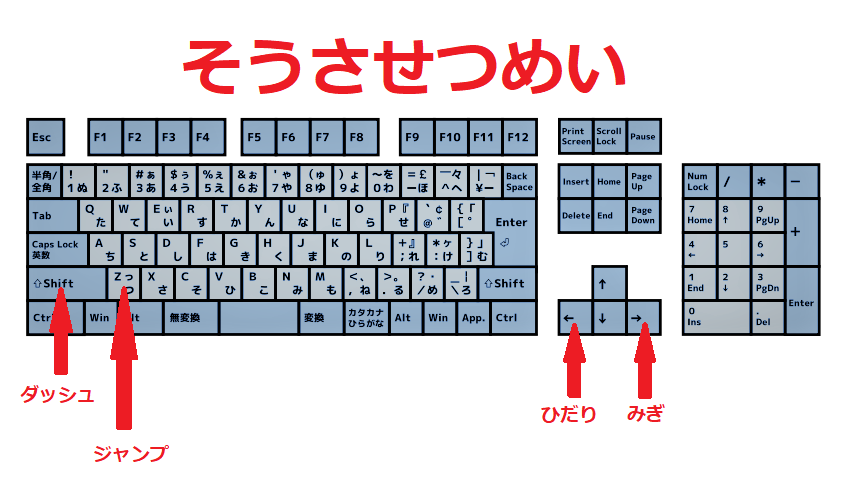 そうさせつめい
Esc F1 F2 F3 F4 F5 F6 F7 F8 F9 F10 F11 F12 Print Screen Scroll Lock Pause
半角/全角 ! 1ぬ " 2ふ #ぁ 3あ $ぅ 4う %ぇ 5え &ぉ 6お 'ゃ 7や (ゅ 8ゆ )ょ 9よ ～を 0わ =£ ーほ ^へ |¬ ¥ー Back Space Insert Home Page Up Num Lock / * −
Tab Q た W て Eぃ い R す T か Y ん U な I に O ら P『 せ `¢ @゛ {「 [゜ Enter Delete End Page Down 7 Home 8 ↑ 9 PgUp +
Caps Lock 英数 A ち S と D し F は G き H く J ま K の L り +』 ;れ *ヶ :け }」 ]む 4 ← 5 6 →
⇧Shift Zっ つ X さ C そ V ひ B こ N み M も <、 ,ね >。 .る ?・ /め _| \ろ ⇧Shift ↑ 1 End 2 ↓ 3 PgDn Enter
Win 無変換 変換 カタカナ ひらがな Alt Win App. Ctrl ← ↓ → 0 Ins . Del
ダッシュ
ジャンプ
ひだり
みぎ